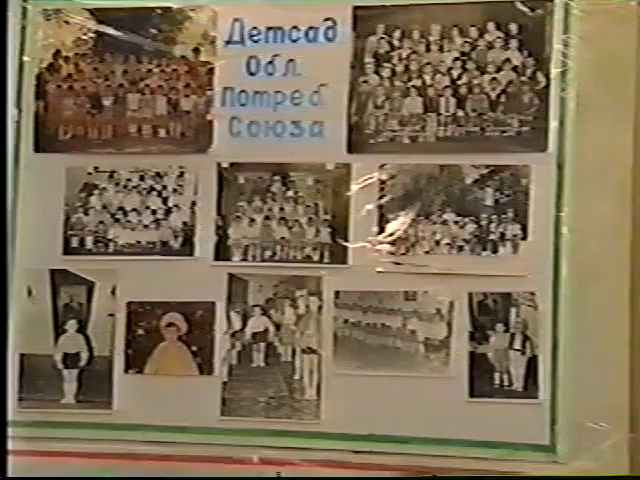 Детсад
Обл.
Потреб
Союза